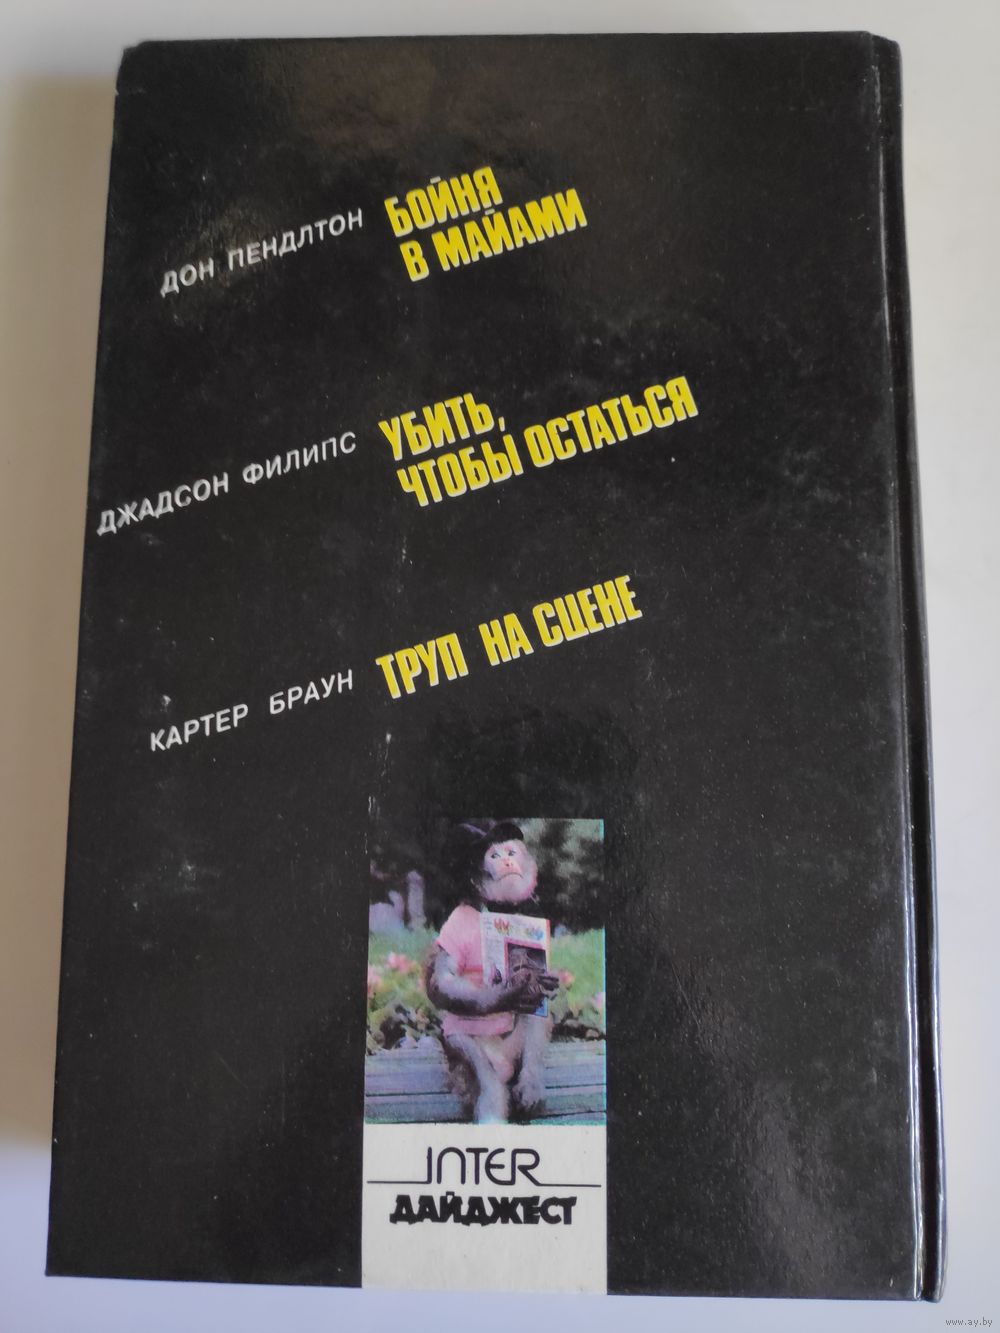 ДОН ПЕНДЛТОН
БОЙНЯ
В МАЙАМИ
ДЖАДСОН ФИЛИПС
УБИТЬ,
ЧТОБЫ ОСТАТЬСЯ
КАРТЕР БРАУН
ТРУП НА СЦЕНЕ
INTER
ДАЙДЖЕСТ
www.ay.by